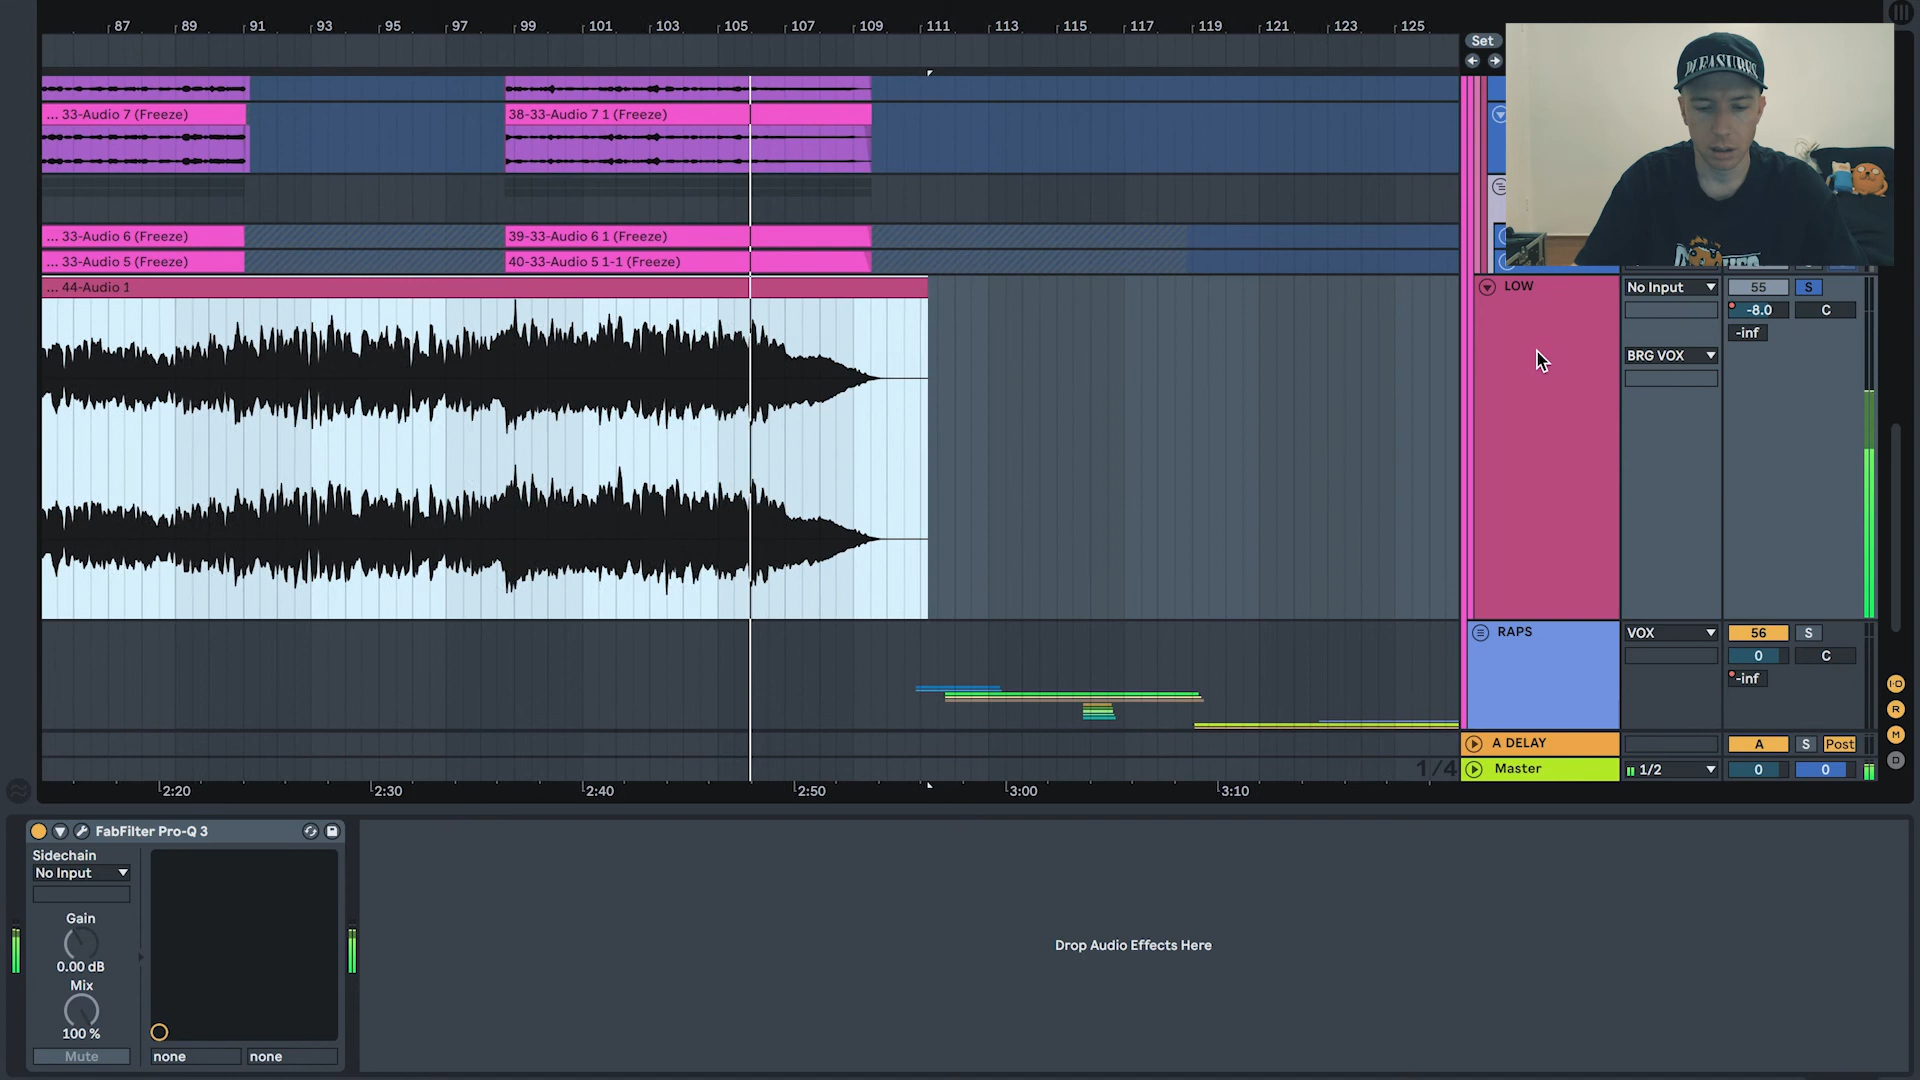 87 89 91 93 95 97 99 101 103 105 107 109 111 113 115 117 119 121 123 125
Set
PLEASURES
... 33-Audio 7 (Freeze) 38-33-Audio 7 1 (Freeze)
... 33-Audio 6 (Freeze) 39-33-Audio 6 1 (Freeze)
... 33-Audio 5 (Freeze) 40-33-Audio 5 1-1 (Freeze)
... 44-Audio 1
LOW No Input 55 S
-8.0 C
-inf
BRG VOX
RAPS VOX 56 S
0 C
-inf
I·O
R
M
D
A DELAY A S Post
1/4 Master 1/2 0 0
2:20 2:30 2:40 2:50 3:00 3:10
FabFilter Pro-Q 3
Sidechain
No Input
Gain
0.00 dB
Mix
100 %
Mute none none
Drop Audio Effects Here